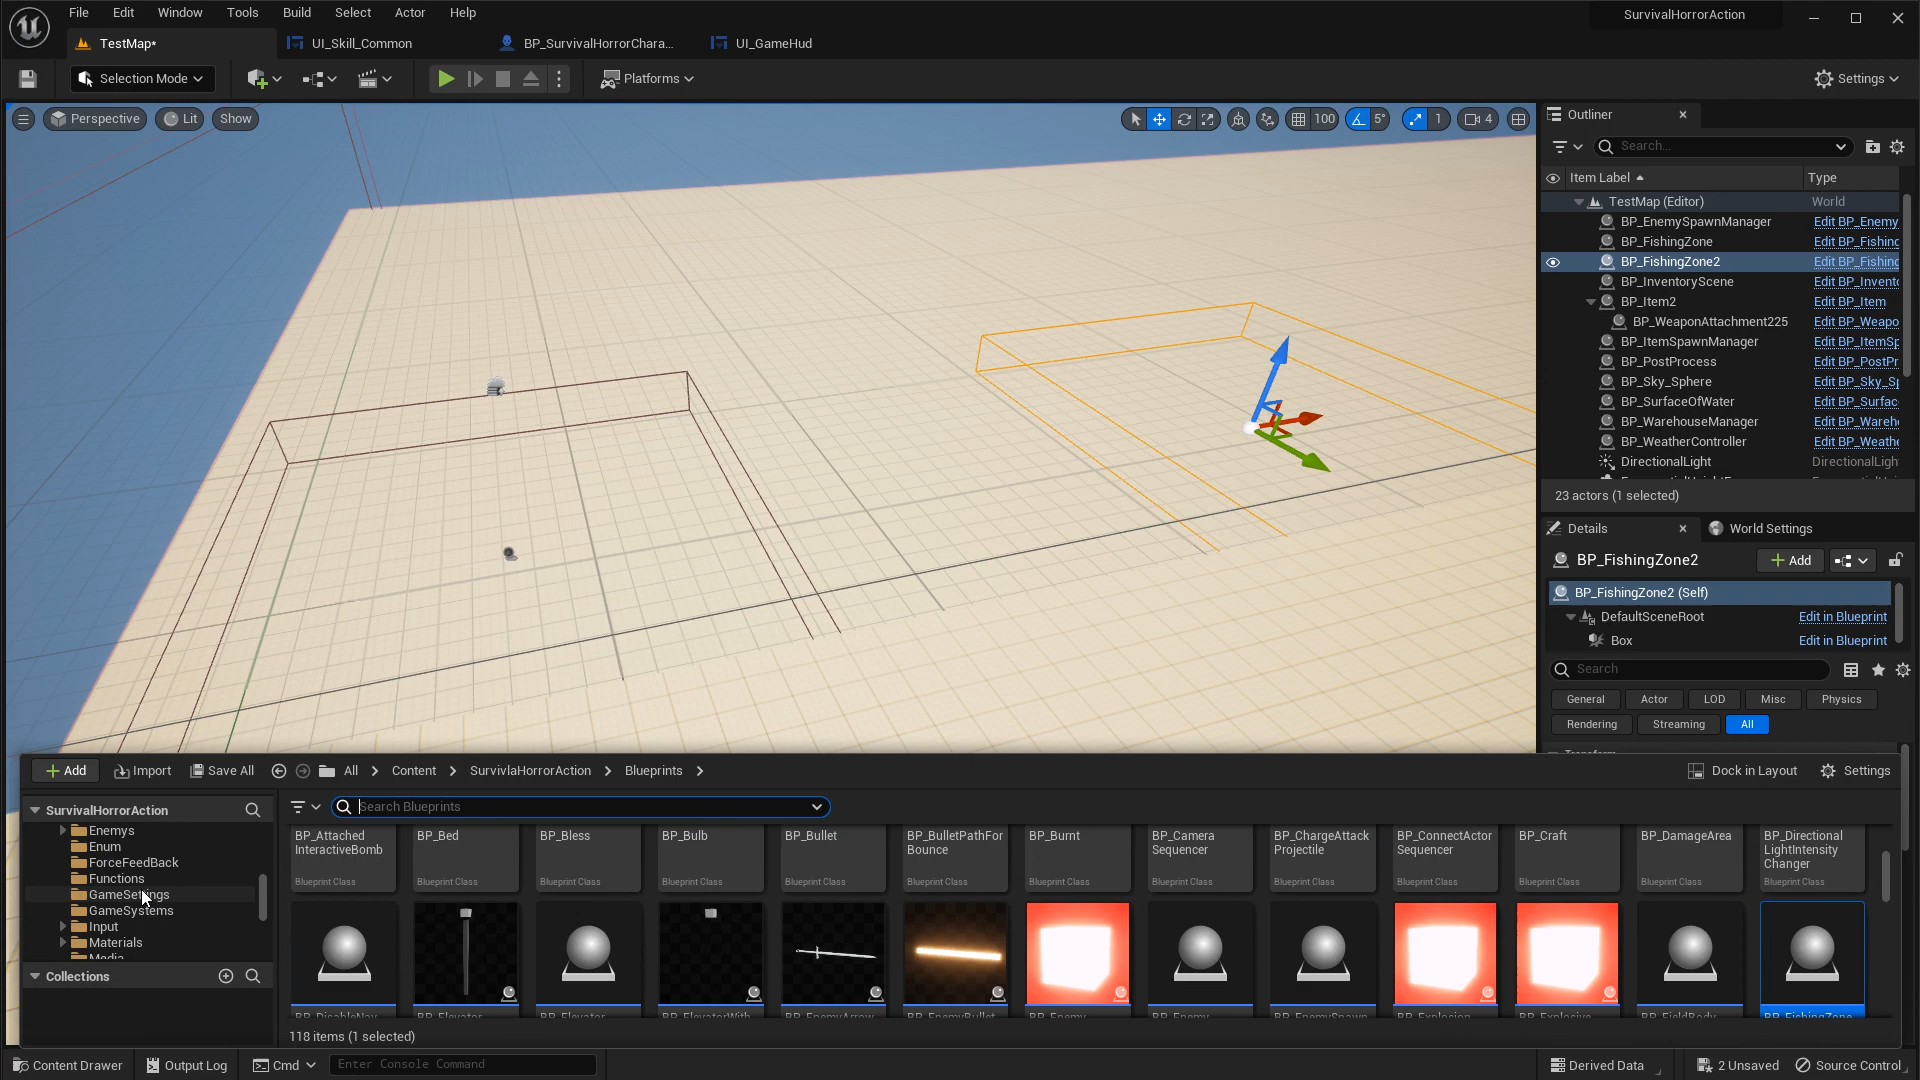 File Edit Window Tools Build Select Actor Help
SurvivalHorrorAction
TestMap*
UI_Skill_Common
BP_SurvivalHorrorChara...
UI_GameHud
Selection Mode
Platforms
Settings
Perspective
Lit
Show
100
5°
1
4
Outliner
Search...
Item Label
Type
TestMap (Editor) World
BP_EnemySpawnManager Edit BP_Enemy
BP_FishingZone Edit BP_Fishing
BP_FishingZone2 Edit BP_Fishing
BP_InventoryScene Edit BP_Invento
BP_Item2 Edit BP_Item
BP_WeaponAttachment225 Edit BP_Weapo
BP_ItemSpawnManager Edit BP_ItemSp
BP_PostProcess Edit BP_PostPr
BP_Sky_Sphere Edit BP_Sky_Sp
BP_SurfaceOfWater Edit BP_Surfac
BP_WarehouseManager Edit BP_Wareh
BP_WeatherController Edit BP_Weathe
DirectionalLight DirectionalLigh
23 actors (1 selected)
Details
World Settings
BP_FishingZone2
Add
BP_FishingZone2 (Self)
DefaultSceneRoot Edit in Blueprint
Box Edit in Blueprint
Search
General Actor LOD Misc Physics
Rendering Streaming All
Add
Import
Save All
All
Content
SurvivlaHorrorAction
Blueprints
Dock in Layout
Settings
SurvivalHorrorAction
Enemys
Enum
ForceFeedBack
Functions
GameSettings
GameSystems
Input
Materials
Media
Collections
Search Blueprints
BP_Attached
InteractiveBomb
Blueprint Class
BP_Bed
Blueprint Class
BP_Bless
Blueprint Class
BP_Bulb
Blueprint Class
BP_Bullet
Blueprint Class
BP_BulletPathFor
Bounce
Blueprint Class
BP_Burnt
Blueprint Class
BP_Camera
Sequencer
Blueprint Class
BP_ChargeAttack
Projectile
Blueprint Class
BP_ConnectActor
Sequencer
Blueprint Class
BP_Craft
Blueprint Class
BP_DamageArea
Blueprint Class
BP_Directional
LightIntensity
Changer
Blueprint Class
BP_DisableNav
BP_Elevator
BP_Elevator
BP_ElevatorWith
BP_EnemyArrow
BP_EnemyBullet
BP_Enemy
BP_Enemy
BP_EnemySpawn
BP_Explosion
BP_Explosive
BP_FieldBody
BP_FishingZone
118 items (1 selected)
Content Drawer
Output Log
Cmd
Enter Console Command
Derived Data
2 Unsaved
Source Control